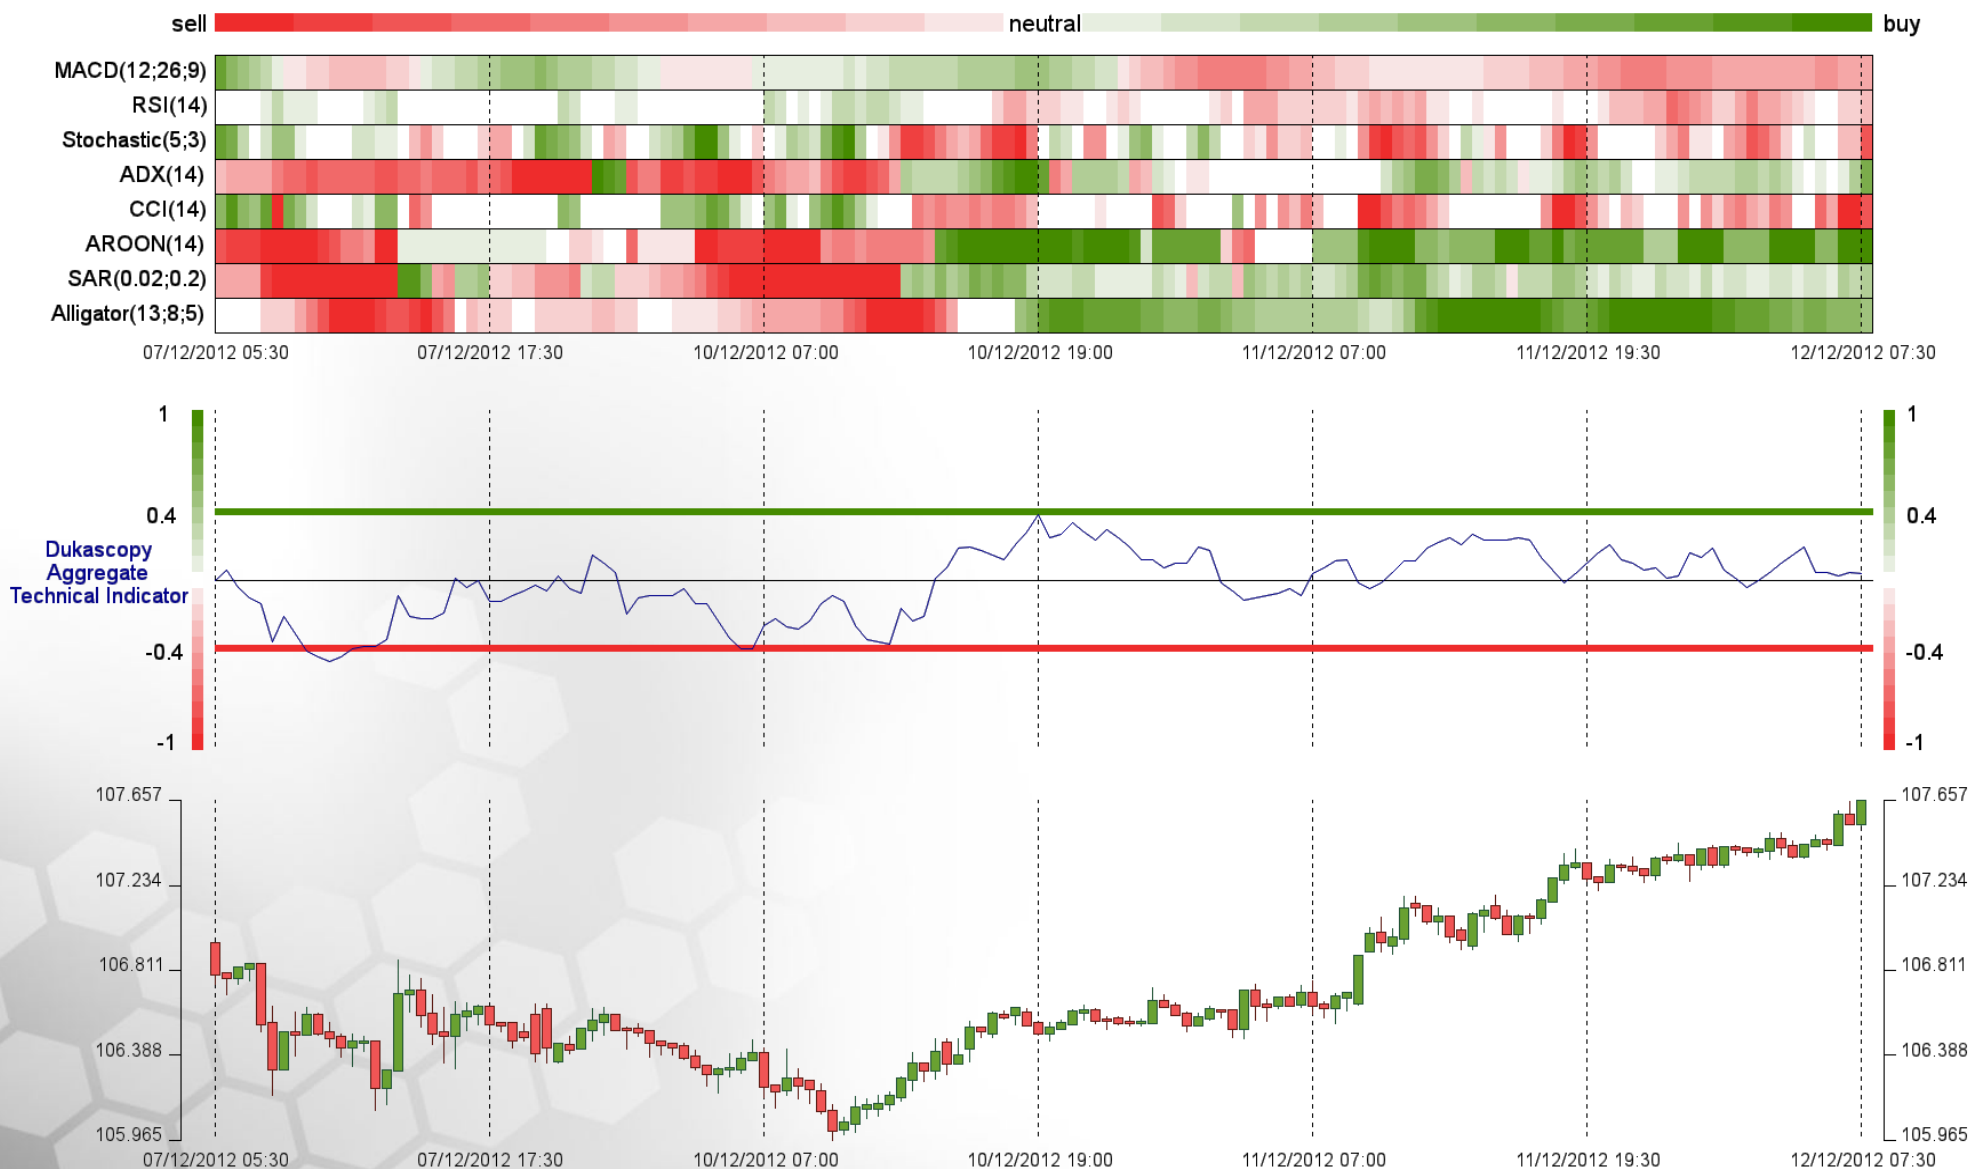 sell neutral buy
MACD(12;26;9)
RSI(14)
Stochastic(5;3)
ADX(14)
CCI(14)
AROON(14)
SAR(0.02;0.2)
Alligator(13;8;5)
07/12/2012 05:30 07/12/2012 17:30 10/12/2012 07:00 10/12/2012 19:00 11/12/2012 07:00 11/12/2012 19:30 12/12/2012 07:30
1 1
0.4 0.4
Dukascopy
Aggregate
Technical Indicator
-0.4 -0.4
-1 -1
107.657 107.657
107.234 107.234
106.811 106.811
106.388 106.388
105.965 105.965
07/12/2012 05:30 07/12/2012 17:30 10/12/2012 07:00 10/12/2012 19:00 11/12/2012 07:00 11/12/2012 19:30 12/12/2012 07:30